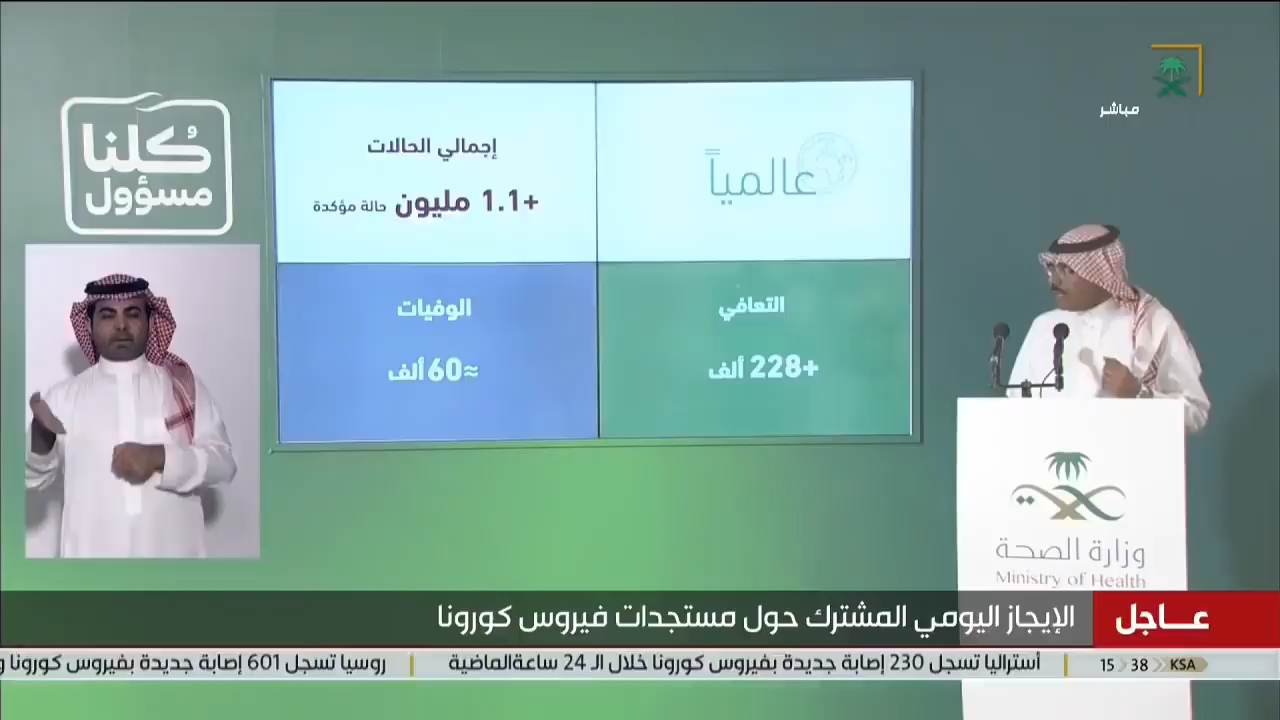 مباشر
كُلنا
مسؤول
عالمياً
إجمالي الحالات
+1.1 مليون حالة مؤكدة
التعافي
+228 ألف
الوفيات
≈60 ألف
وزارة الصحة
Ministry of Health
عاجل
الإيجاز اليومي المشترك حول مستجدات فيروس كورونا
KSA 15 38
أستراليا تسجل 230 إصابة جديدة بفيروس كورونا خلال الـ 24 ساعةالماضية | روسيا تسجل 601 إصابة جديدة بفيروس كورونا و